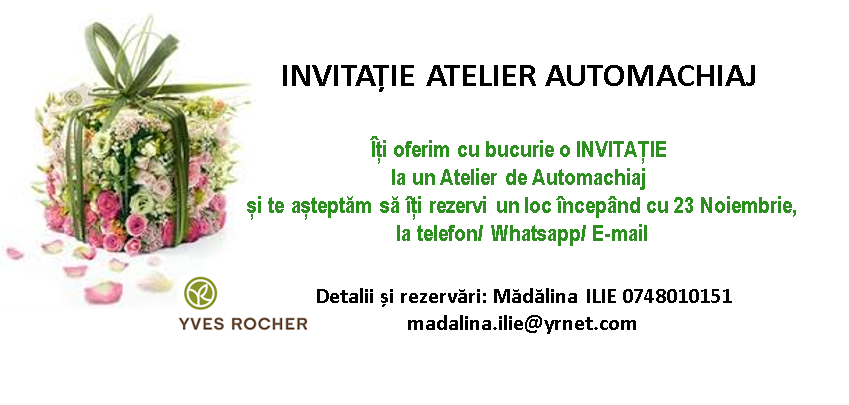 INVITAȚIE ATELIER AUTOMACHIAJ
Îți oferim cu bucurie o INVITAȚIE
la un Atelier de Automachiaj
și te așteptăm să îți rezervi un loc începând cu 23 Noiembrie,
la telefon/ Whatsapp/ E-mail
Detalii și rezervări: Mădălina ILIE 0748010151
YVES ROCHER
madalina.ilie@yrnet.com